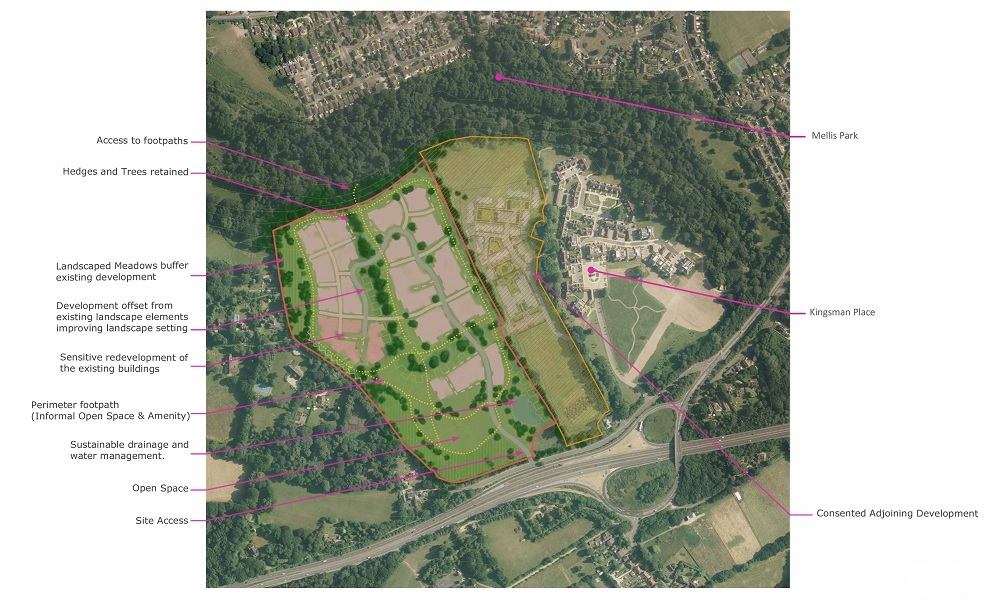 Access to footpaths
Hedges and Trees retained
Landscaped Meadows buffer
existing development
Development offset from
existing landscape elements
improving landscape setting
Sensitive redevelopment of
the existing buildings
Perimeter footpath
(Informal Open Space & Amenity)
Sustainable drainage and
water management.
Open Space
Site Access
Mellis Park
Kingsman Place
Consented Adjoining Development